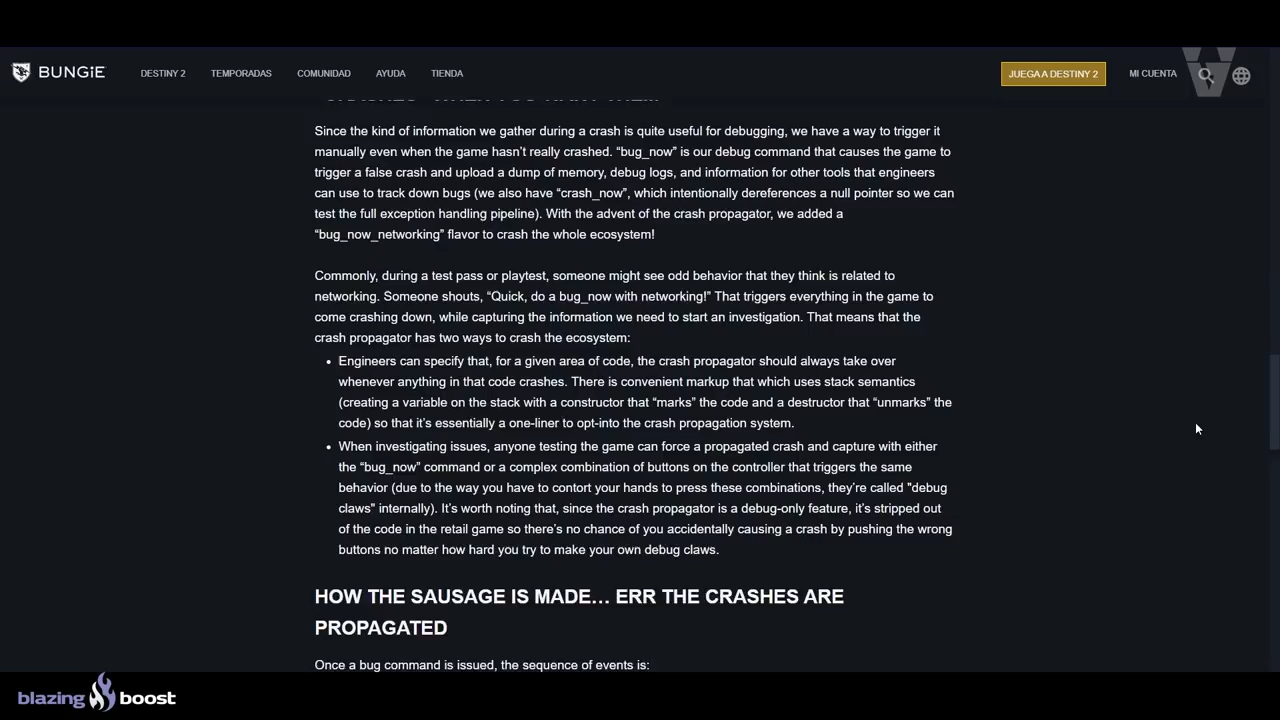 BUNGiE
DESTINY 2
TEMPORADAS
COMUNIDAD
AYUDA
TIENDA
JUEGA A DESTINY 2
MI CUENTA
Since the kind of information we gather during a crash is quite useful for debugging, we have a way to trigger it
manually even when the game hasn’t really crashed. “bug_now” is our debug command that causes the game to
trigger a false crash and upload a dump of memory, debug logs, and information for other tools that engineers
can use to track down bugs (we also have “crash_now”, which intentionally dereferences a null pointer so we can
test the full exception handling pipeline). With the advent of the crash propagator, we added a
“bug_now_networking” flavor to crash the whole ecosystem!
Commonly, during a test pass or playtest, someone might see odd behavior that they think is related to
networking. Someone shouts, “Quick, do a bug_now with networking!” That triggers everything in the game to
come crashing down, while capturing the information we need to start an investigation. That means that the
crash propagator has two ways to crash the ecosystem:
• Engineers can specify that, for a given area of code, the crash propagator should always take over
whenever anything in that code crashes. There is convenient markup that which uses stack semantics
(creating a variable on the stack with a constructor that “marks” the code and a destructor that “unmarks” the
code) so that it’s essentially a one-liner to opt-into the crash propagation system.
• When investigating issues, anyone testing the game can force a propagated crash and capture with either
the “bug_now” command or a complex combination of buttons on the controller that triggers the same
behavior (due to the way you have to contort your hands to press these combinations, they’re called "debug
claws" internally). It’s worth noting that, since the crash propagator is a debug-only feature, it’s stripped out
of the code in the retail game so there’s no chance of you accidentally causing a crash by pushing the wrong
buttons no matter how hard you try to make your own debug claws.
HOW THE SAUSAGE IS MADE… ERR THE CRASHES ARE
PROPAGATED
Once a bug command is issued, the sequence of events is:
blazing boost